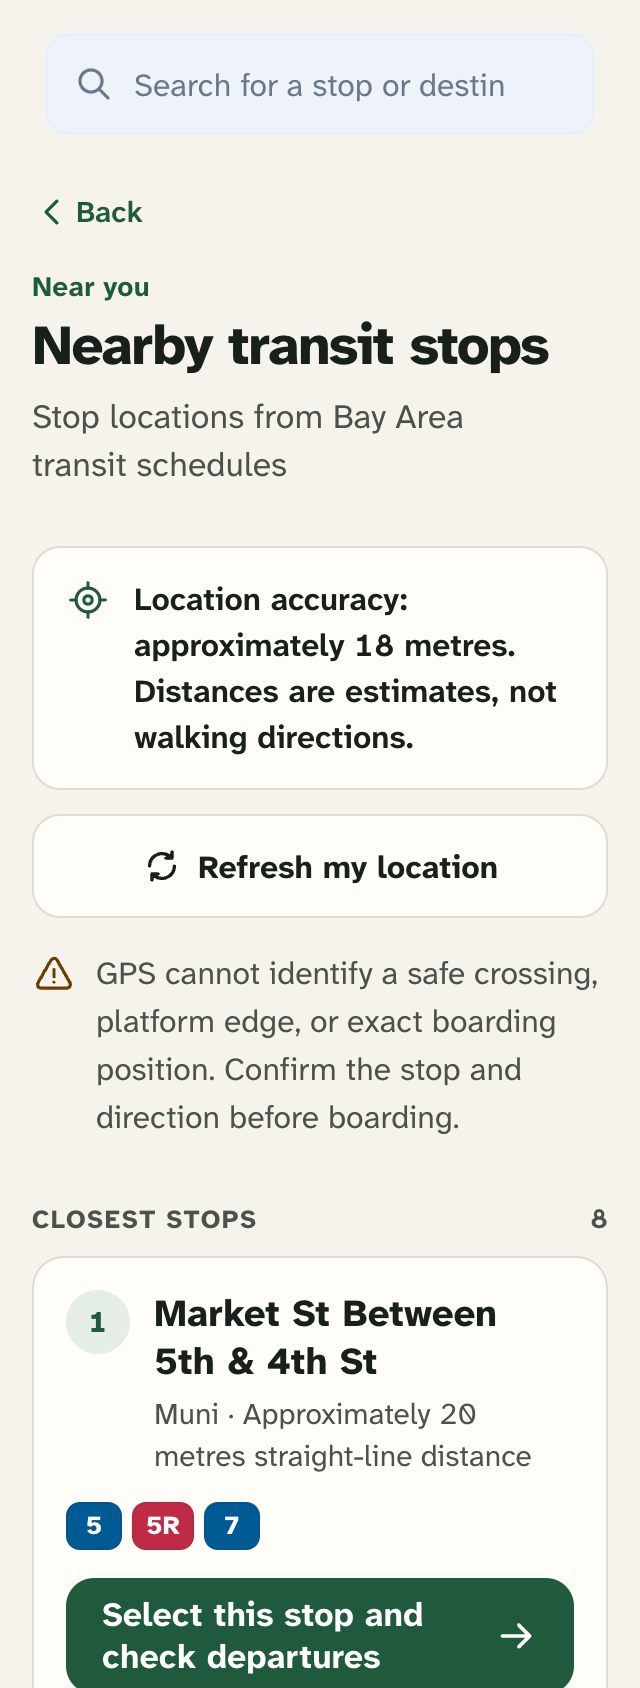 Search for a stop or destin
Back
Near you
Nearby transit stops
Stop locations from Bay Area
transit schedules
Location accuracy:
approximately 18 metres.
Distances are estimates, not
walking directions.
Refresh my location
GPS cannot identify a safe crossing,
platform edge, or exact boarding
position. Confirm the stop and
direction before boarding.
CLOSEST STOPS 8
1 Market St Between
5th & 4th St
Muni · Approximately 20
metres straight-line distance
5 5R 7
Select this stop and
check departures